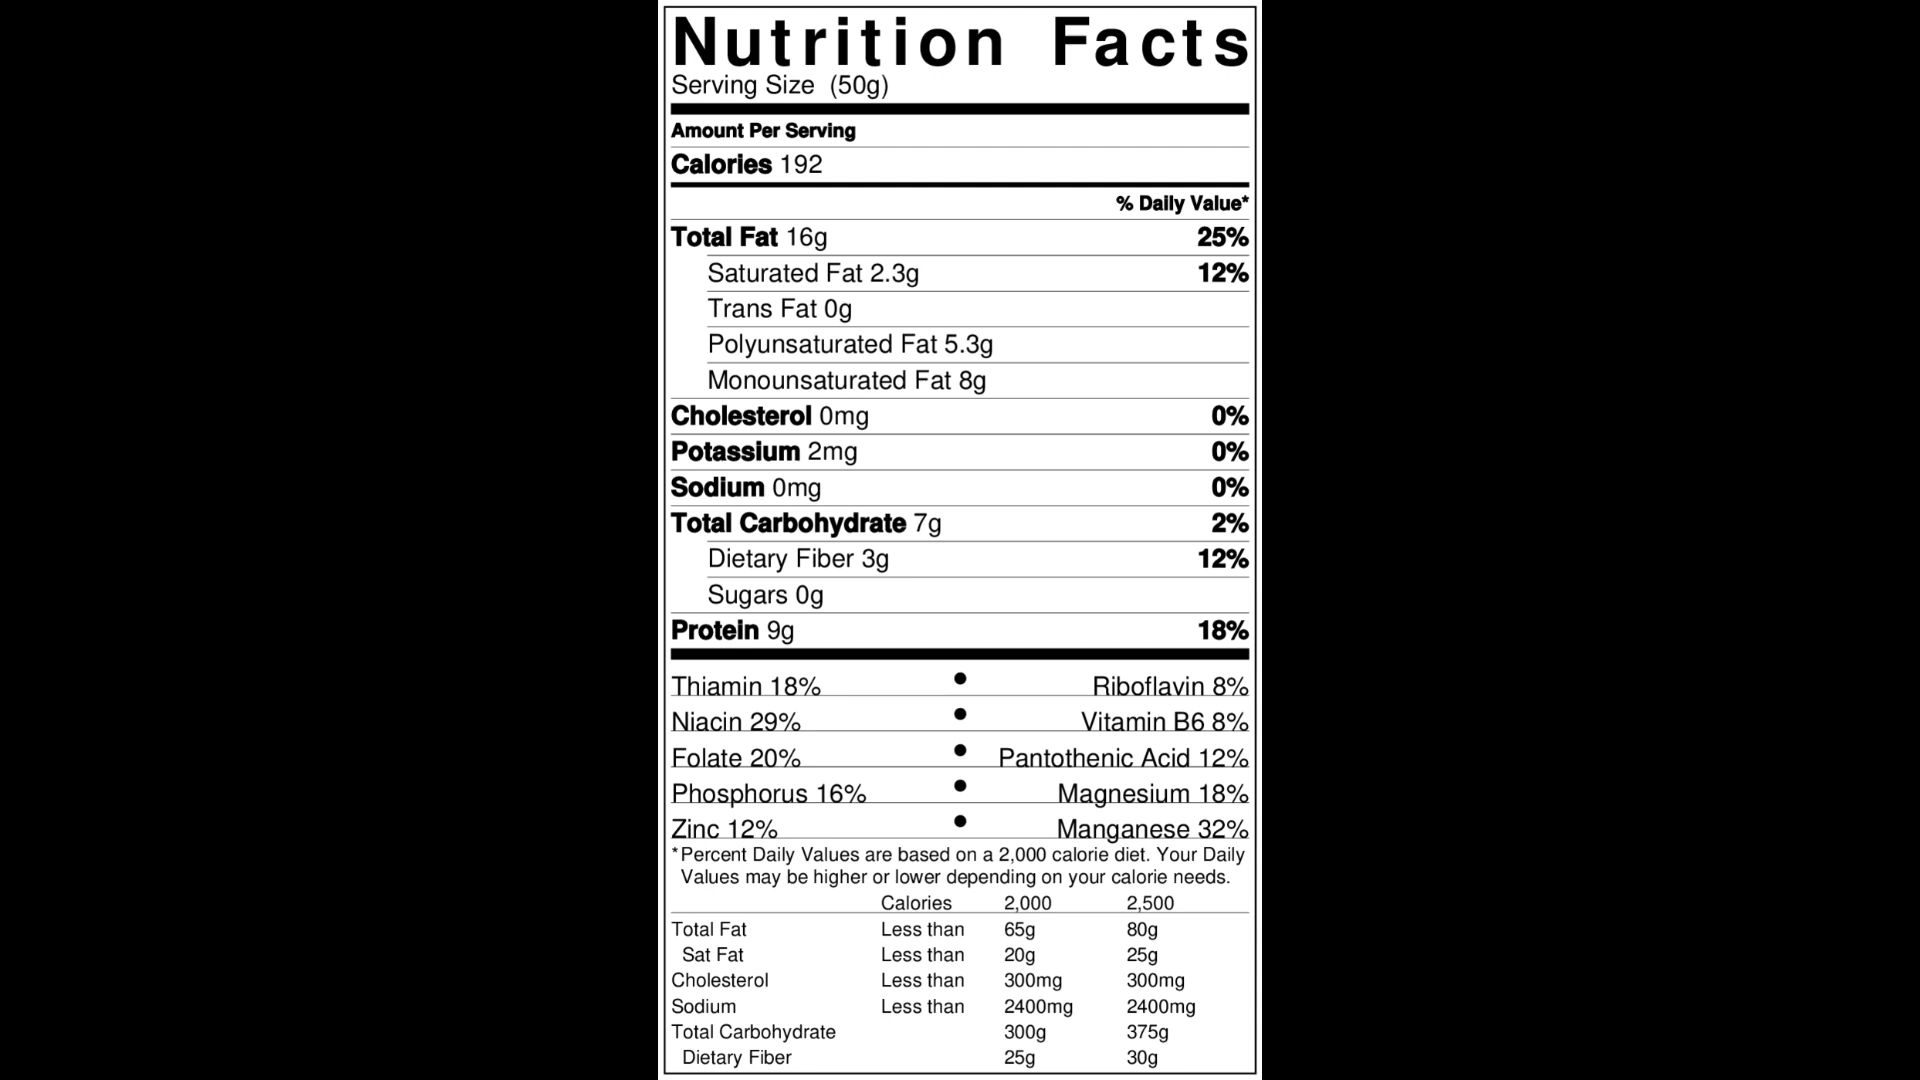 Nutrition Facts
Serving Size (50g)
Amount Per Serving
Calories 192
% Daily Value*
Total Fat 16g 25%
Saturated Fat 2.3g 12%
Trans Fat 0g
Polyunsaturated Fat 5.3g
Monounsaturated Fat 8g
Cholesterol 0mg 0%
Potassium 2mg 0%
Sodium 0mg 0%
Total Carbohydrate 7g 2%
Dietary Fiber 3g 12%
Sugars 0g
Protein 9g 18%
Thiamin 18% • Riboflavin 8%
Niacin 29% • Vitamin B6 8%
Folate 20% • Pantothenic Acid 12%
Phosphorus 16% • Magnesium 18%
Zinc 12% • Manganese 32%
*Percent Daily Values are based on a 2,000 calorie diet. Your Daily
Values may be higher or lower depending on your calorie needs.
Calories 2,000 2,500
Total Fat Less than 65g 80g
Sat Fat Less than 20g 25g
Cholesterol Less than 300mg 300mg
Sodium Less than 2400mg 2400mg
Total Carbohydrate 300g 375g
Dietary Fiber 25g 30g